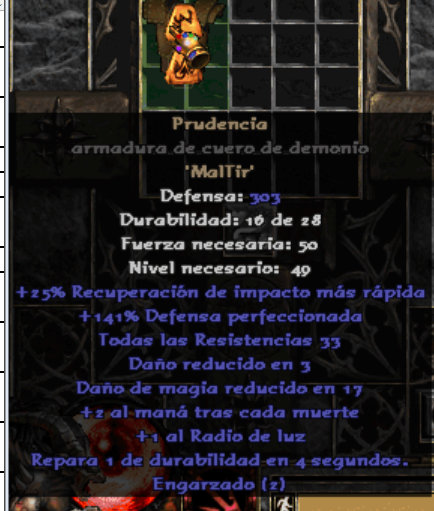 Prudencia
armadura de cuero de demonio
'MalTir'
Defensa: 303
Durabilidad: 16 de 28
Fuerza necesaria: 50
Nivel necesario: 49
+25% Recuperación de impacto más rápida
+141% Defensa perfeccionada
Todas las Resistencias 33
Daño reducido en 3
Daño de magia reducido en 17
+2 al maná tras cada muerte
+1 al Radio de luz
Repara 1 de durabilidad en 4 segundos.
Engarzado (2)